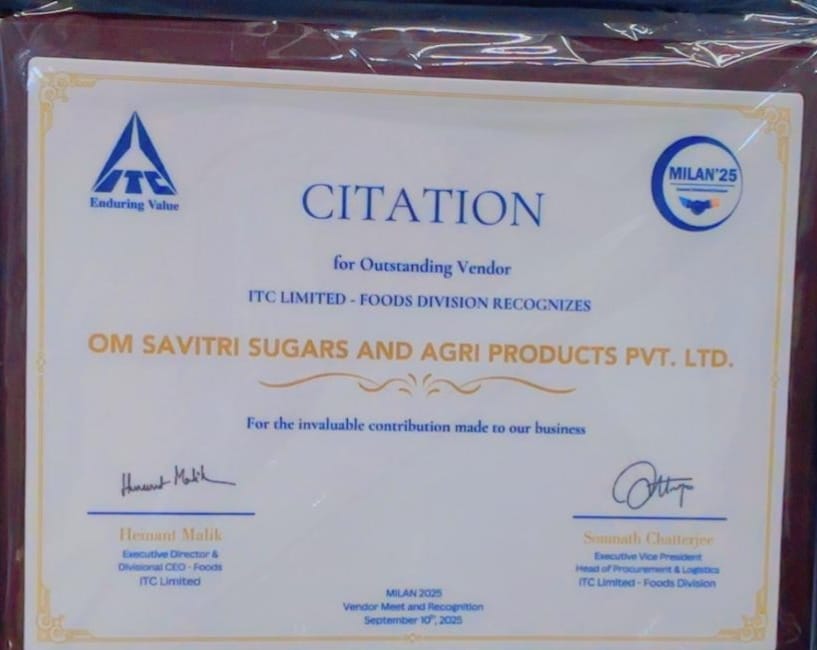 ITC
Enduring Value
MILAN'25
CITATION
for Outstanding Vendor
ITC LIMITED - FOODS DIVISION RECOGNIZES
OM SAVITRI SUGARS AND AGRI PRODUCTS PVT. LTD.
For the invaluable contribution made to our business
Hemant Malik
Hemant Malik
Executive Director &
Divisional CEO - Foods
ITC Limited
Somnath Chatterjee
Executive Vice President
Head of Procurement & Logistics
ITC Limited - Foods Division
MILAN 2025
Vendor Meet and Recognition
September 10th, 2025